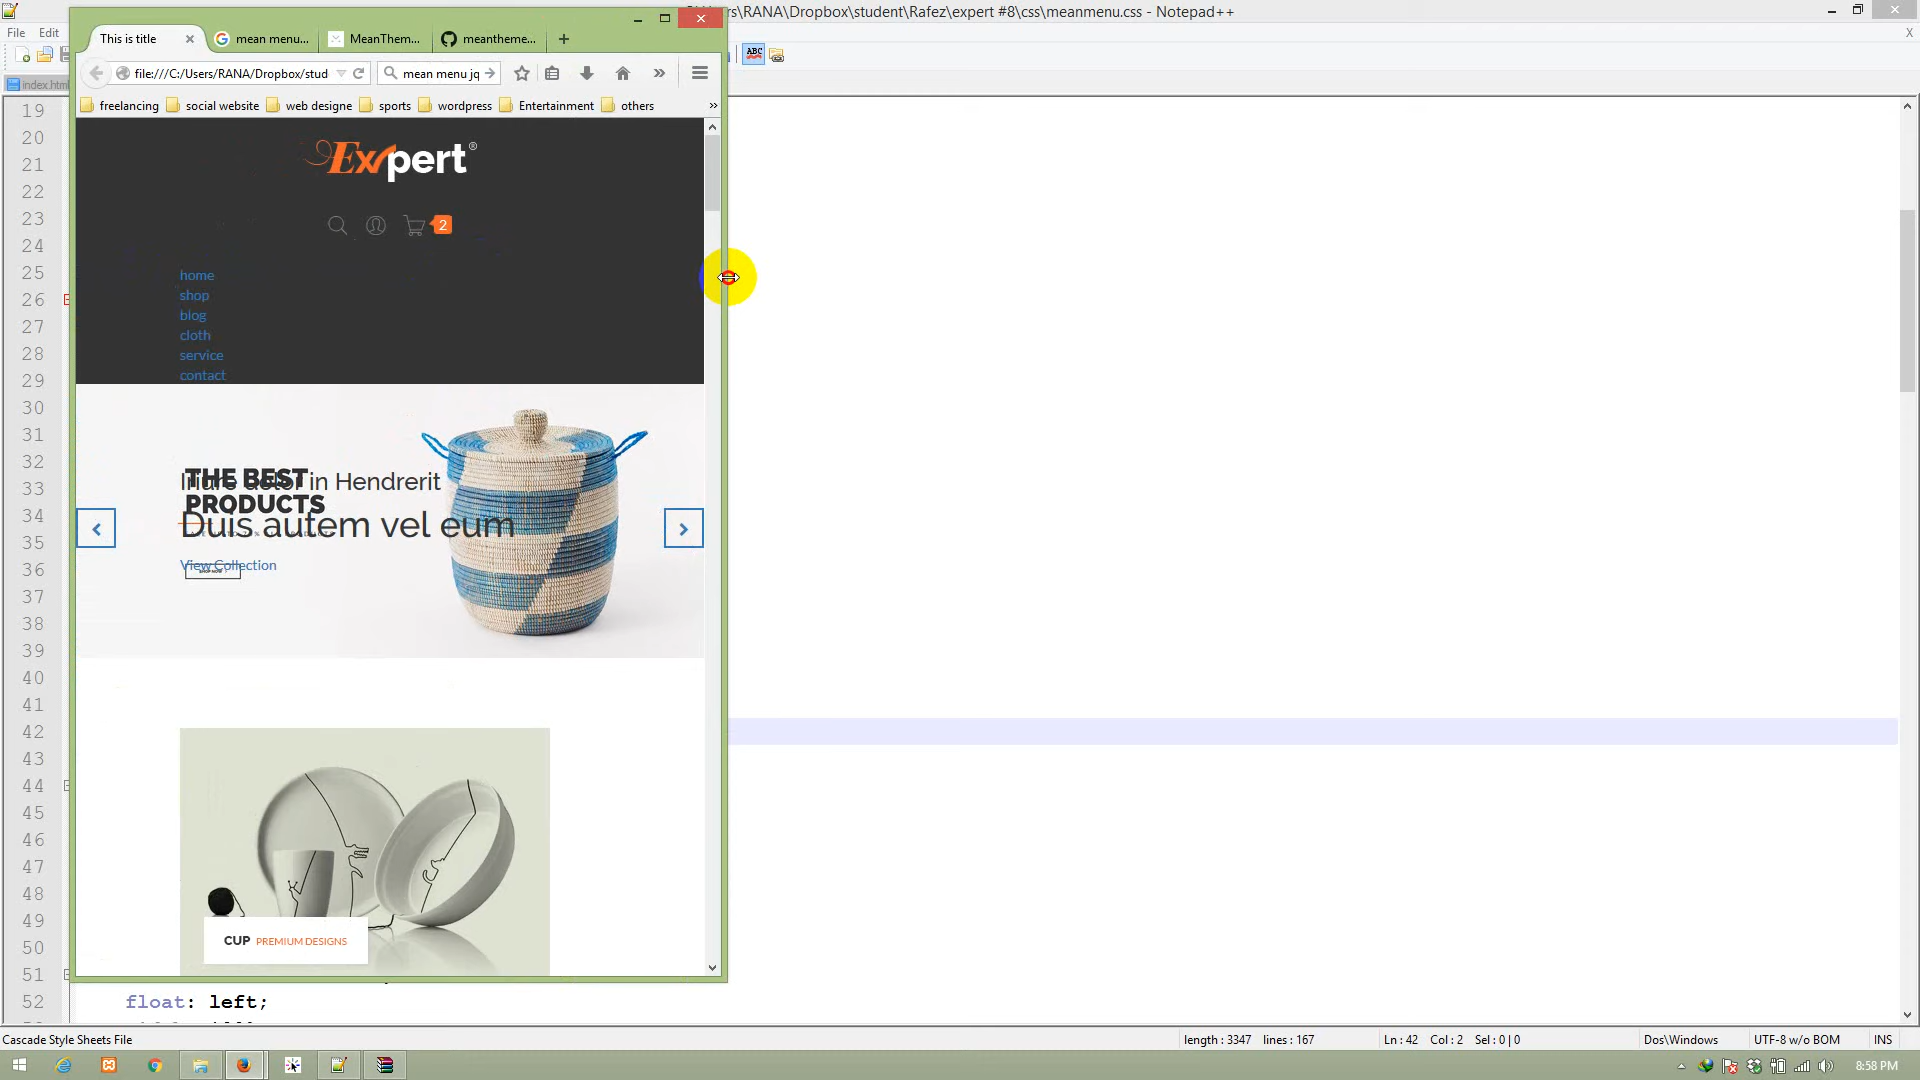 C:\Users\RANA\Dropbox\student\Rafez\expert #8\css\meanmenu.css - Notepad++
File Edit
X
This is title
mean menu...
MeanThem...
meantheme...
file:///C:/Users/RANA/Dropbox/stud
mean menu jq
ABC
index.html
freelancing
social website
web designe
sports
wordpress
Entertainment
others
Expert®
2
home
shop
blog
cloth
service
contact
THE BEST
PRODUCTS
Iriure dolor in Hendrerit
Duis autem vel eum
View Collection
SHOP NOW
CUP PREMIUM DESIGNS
19
20
21
22
23
24
25
26
27
28
29
30
31
32
33
34
35
36
37
38
39
40
41
42
43
44
45
46
47
48
49
50
51
52 float: left;
Cascade Style Sheets File
length : 3347 lines : 167
Ln : 42 Col : 2 Sel : 0 | 0
Dos\Windows
UTF-8 w/o BOM
INS
8:58 PM